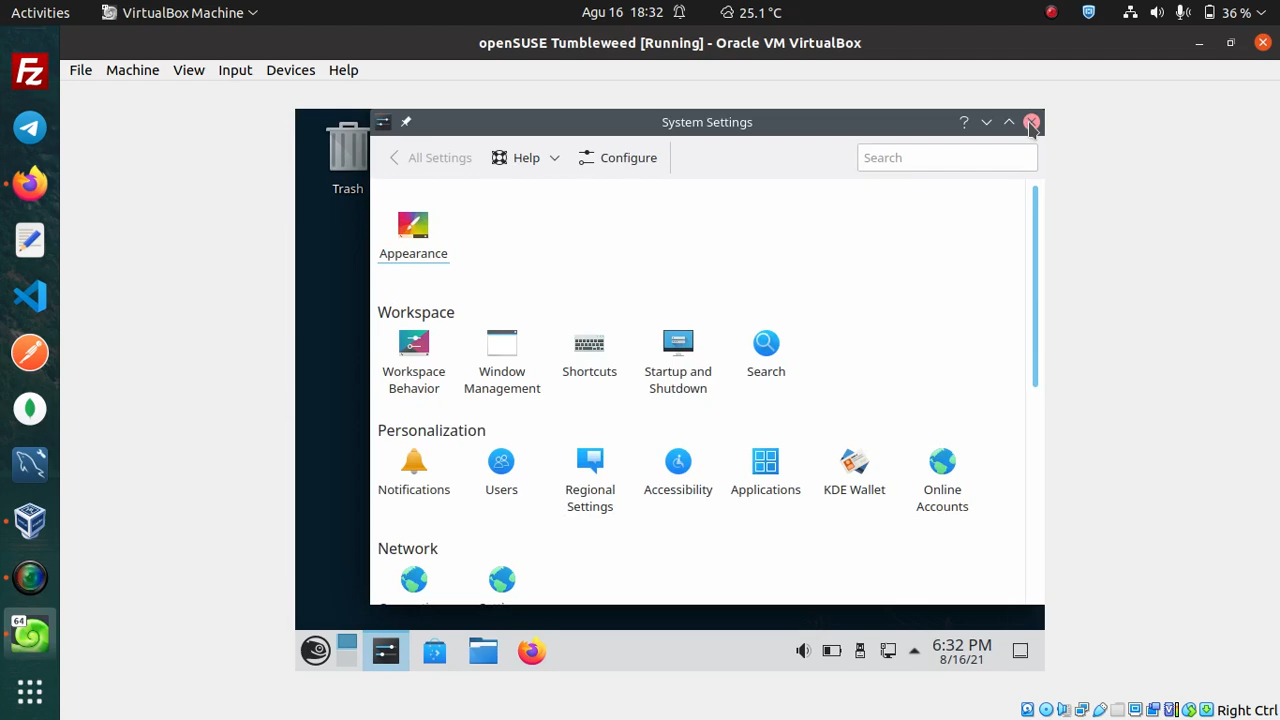 Activities
VirtualBox Machine
Agu 16 18:32
25.1 °C
36 %
openSUSE Tumbleweed [Running] - Oracle VM VirtualBox
File Machine View Input Devices Help
Trash
System Settings
All Settings
Help
Configure
Search
Appearance
Workspace
Workspace Behavior
Window Management
Shortcuts
Startup and Shutdown
Search
Personalization
Notifications
Users
Regional Settings
Accessibility
Applications
KDE Wallet
Online Accounts
Network
6:32 PM
8/16/21
Right Ctrl
Fz
64